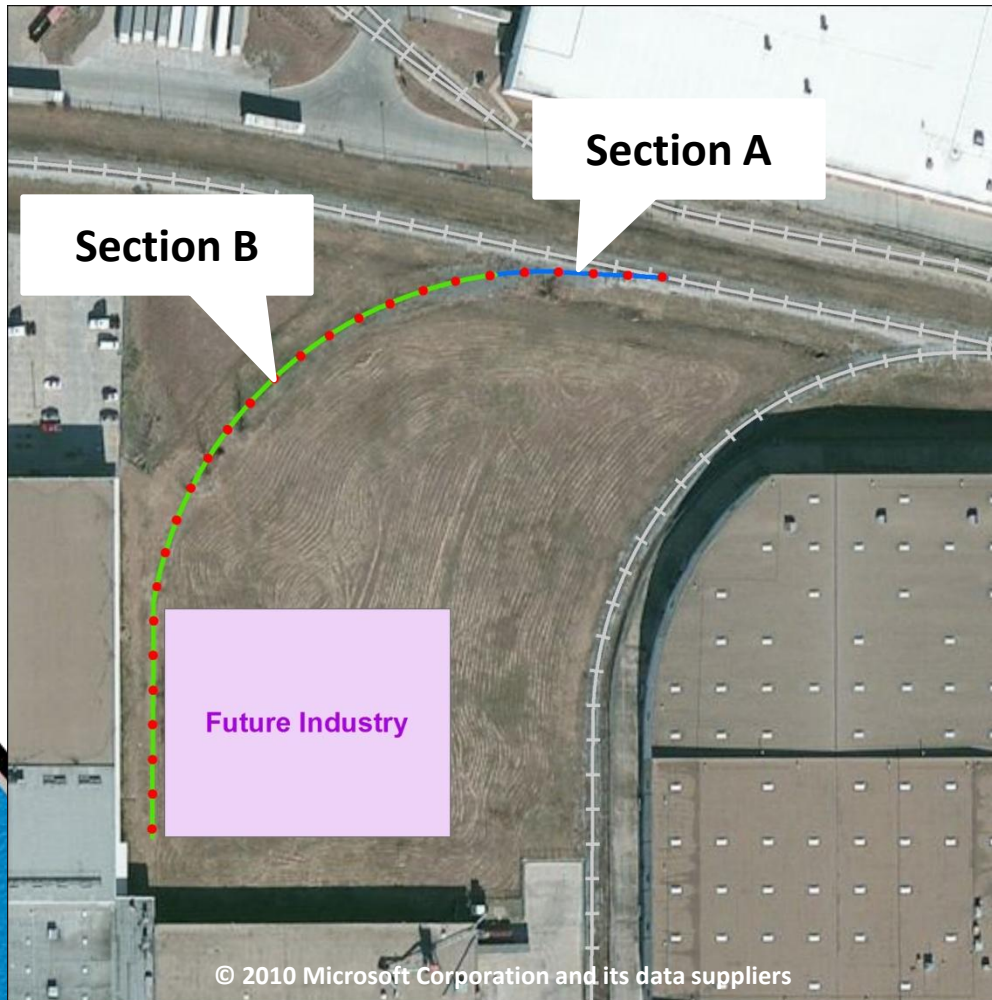 Section A
Section B
Future Industry
© 2010 Microsoft Corporation and its data suppliers